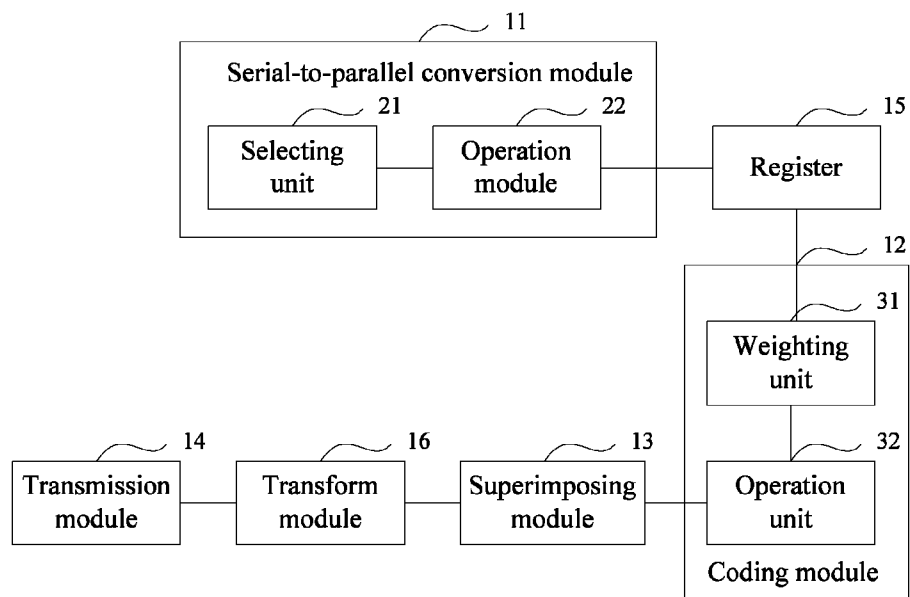 11
Serial-to-parallel conversion module
21
22
15
Selecting
unit
Operation
module
Register
12
31
Weighting
unit
14
16
13
32
Transmission
module
Transform
module
Superimposing
module
Operation
unit
Coding module